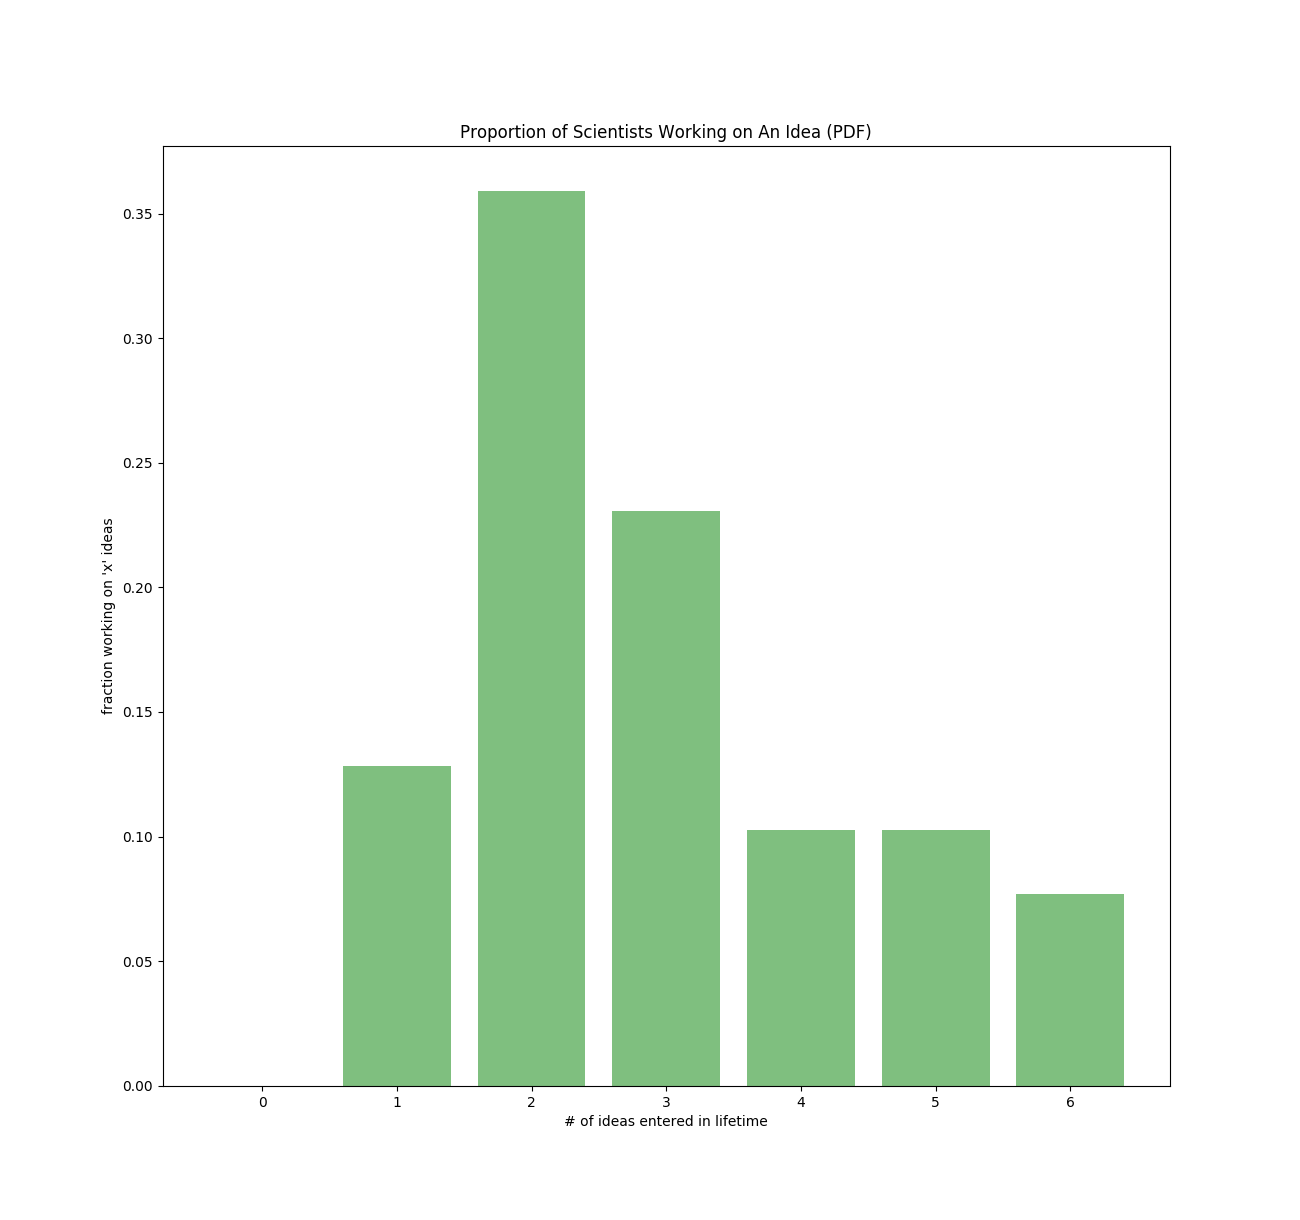 Proportion of Scientists Working on An Idea (PDF)
fraction working on 'x' ideas
0.35
0.30
0.25
0.20
0.15
0.10
0.05
0.00
0 1 2 3 4 5 6
# of ideas entered in lifetime